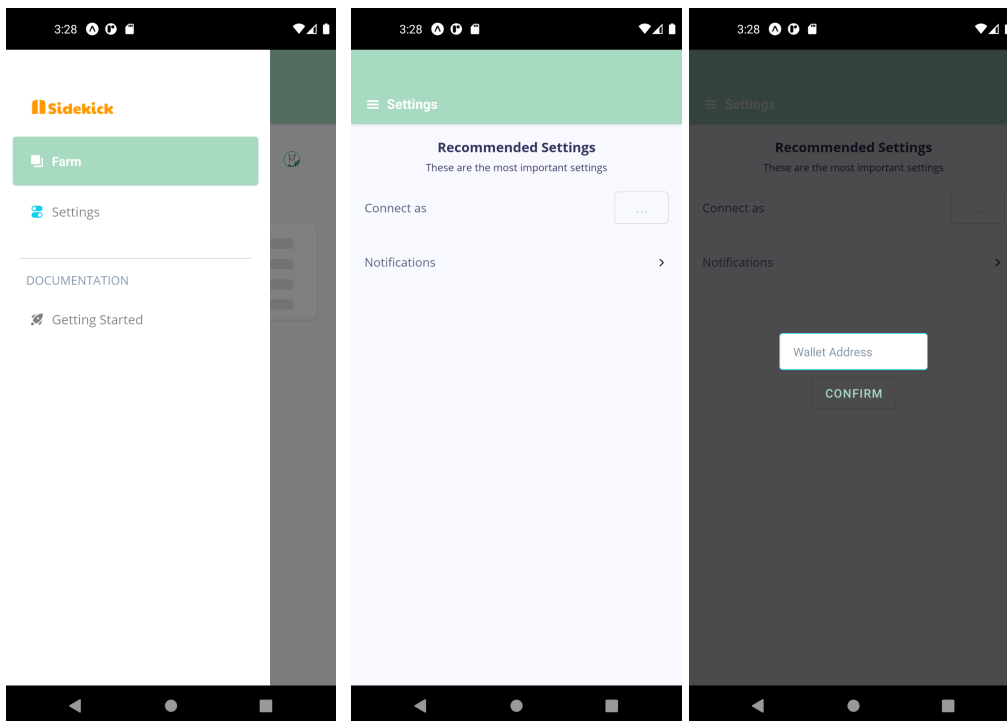 3:28
Sidekick
Farm
Settings
DOCUMENTATION
Getting Started
3:28
Settings
Recommended Settings
These are the most important settings
Connect as
...
Notifications
3:28
Settings
Recommended Settings
These are the most important settings
Connect as
...
Notifications
Wallet Address
CONFIRM